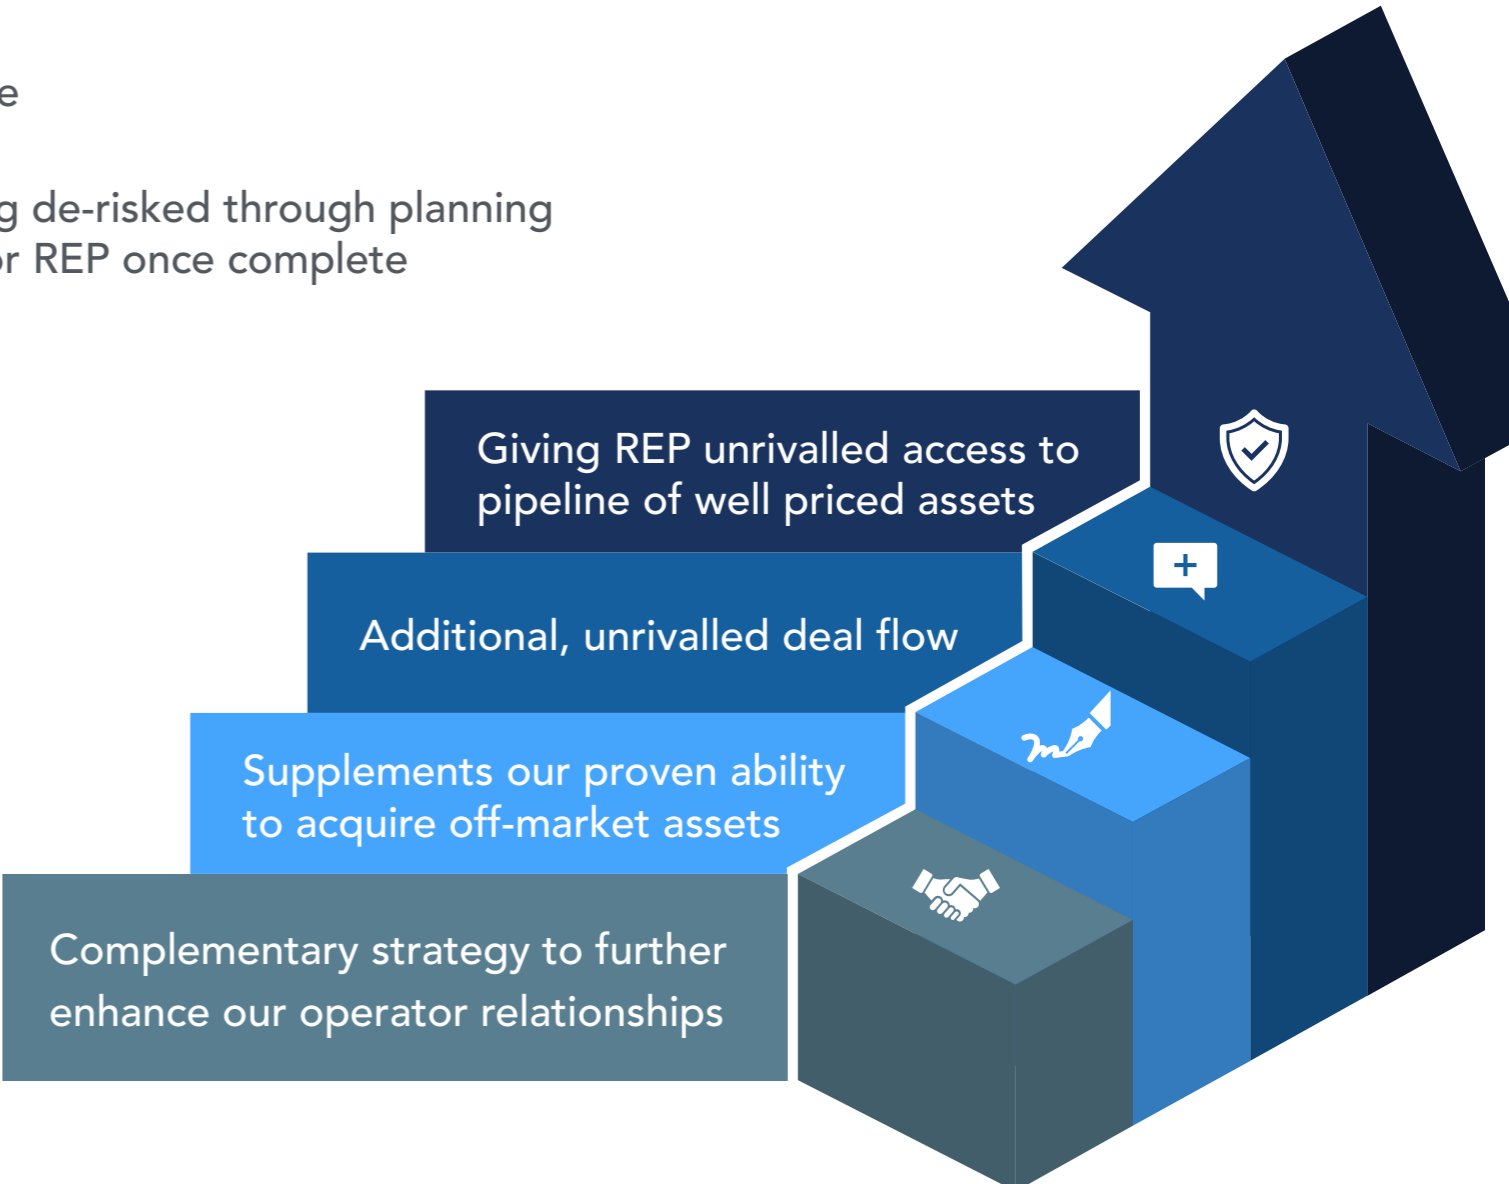 de-risked through planning
REP once complete
Giving REP unrivalled access to
pipeline of well priced assets
Additional, unrivalled deal flow
Supplements our proven ability
to acquire off-market assets
Complementary strategy to further
enhance our operator relationships